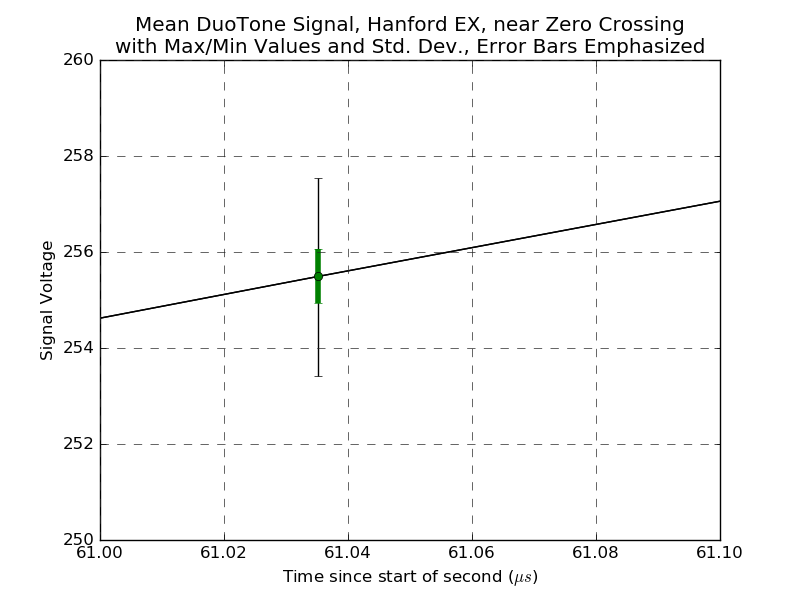 Mean DuoTone Signal, Hanford EX, near Zero Crossing
with Max/Min Values and Std. Dev., Error Bars Emphasized
260
258
256
254
252
250
Signal Voltage
61.00 61.02 61.04 61.06 61.08 61.10
Time since start of second (μs)